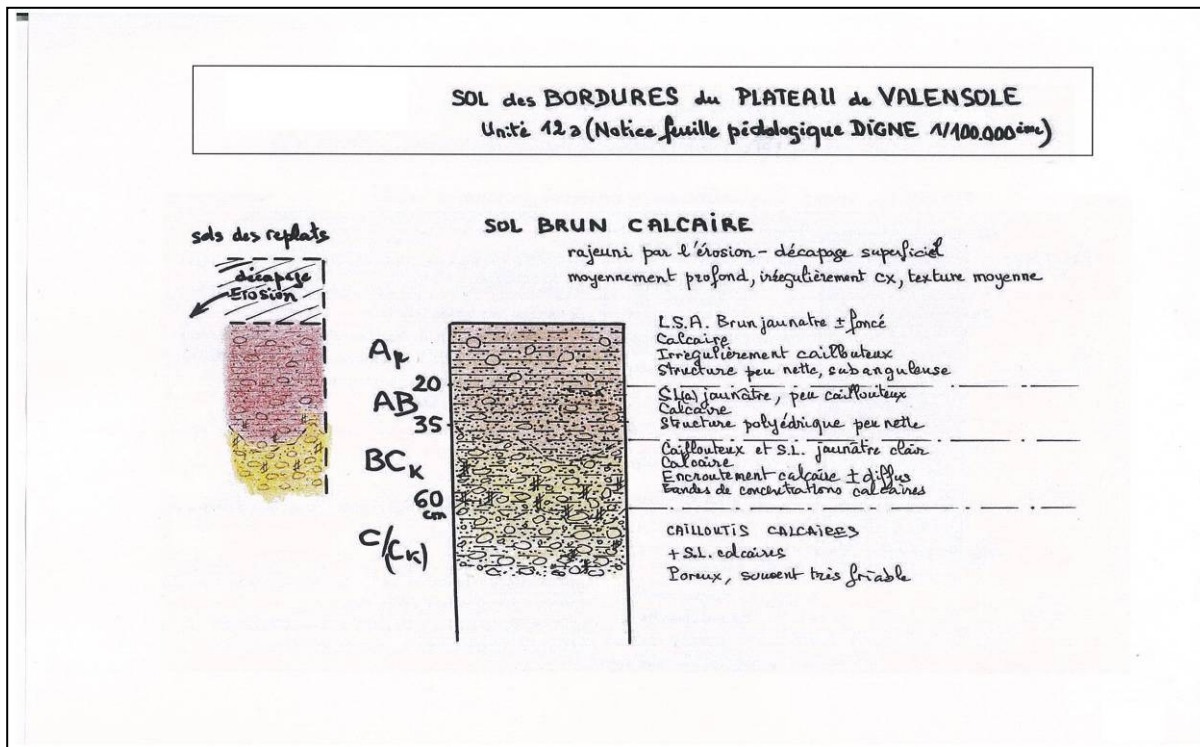 SOL des BORDURES du PLATEAU de VALENSOLE
Unité 12a (Notice feuille pédologique DIGNE 1/100.000ème)
sols des replats
décapage
Erosion
SOL BRUN CALCAIRE
rajeuni par l'érosion - décapage superficiel
moyennement profond, irrégulièrement Cx, texture moyenne
Ap
20
AB
35
BCk
60
cm
C/(Ck)
L.S.A. Brun jaunatre ± foncé
Calcaire
Irregulièrement caillouteux
Structure peu nette, subanguleuse
SL(a) jaunâtre, peu caillouteux
Calcaire
Structure polyédrique peu nette
Caillouteux et S.L. jaunâtre clair
Calcaire
Encroutement calcaire ± diffus
Bandes de concentrations calcaires
CAILLOUTIS CALCAIRES
+ S.L. calcaires
Poreux, souvent très friable